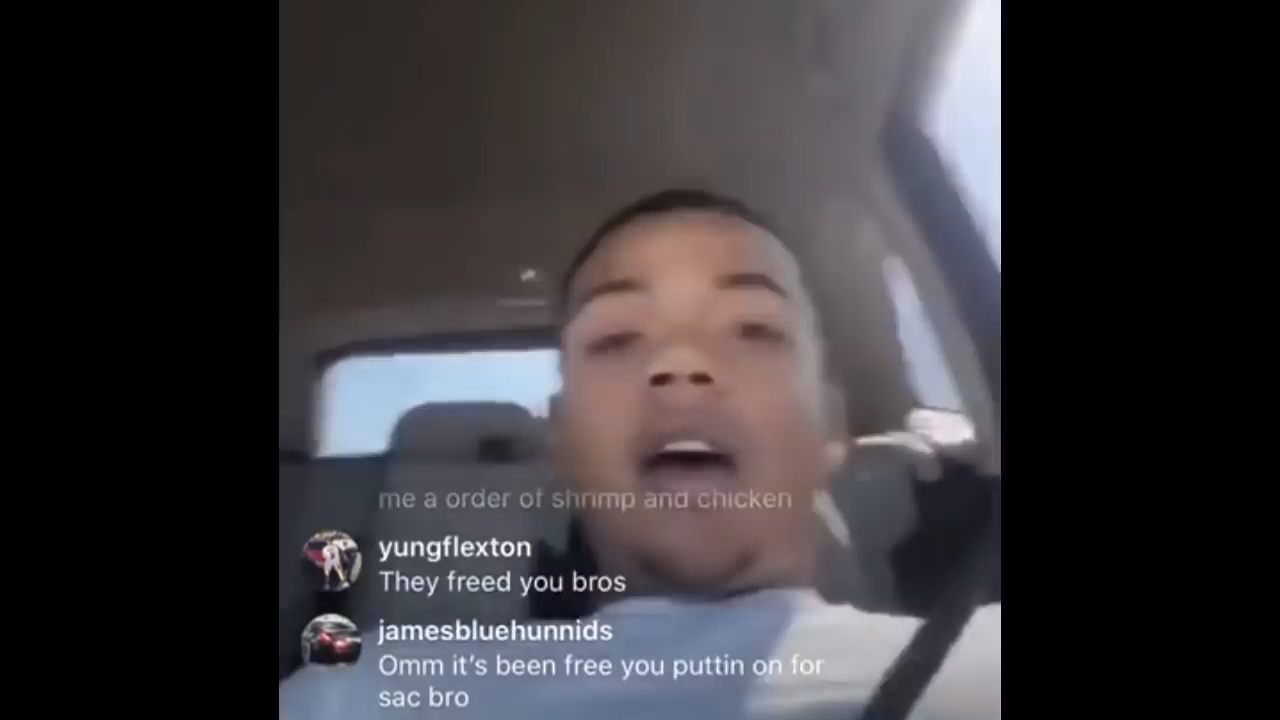 me a order of shrimp and chicken
yungflexton
They freed you bros
jamesbluehunnids
Omm it's been free you puttin on for
sac bro